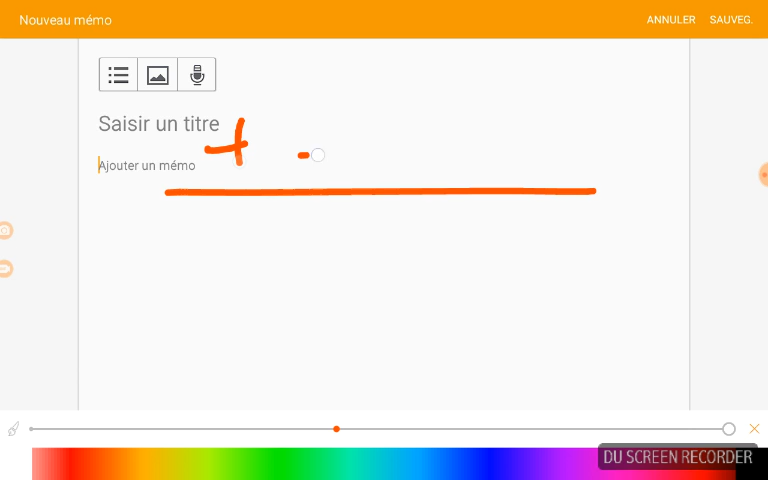 Nouveau mémo ANNULER SAUVEG.
Saisir un titre
+ -
Ajouter un mémo
DU SCREEN RECORDER